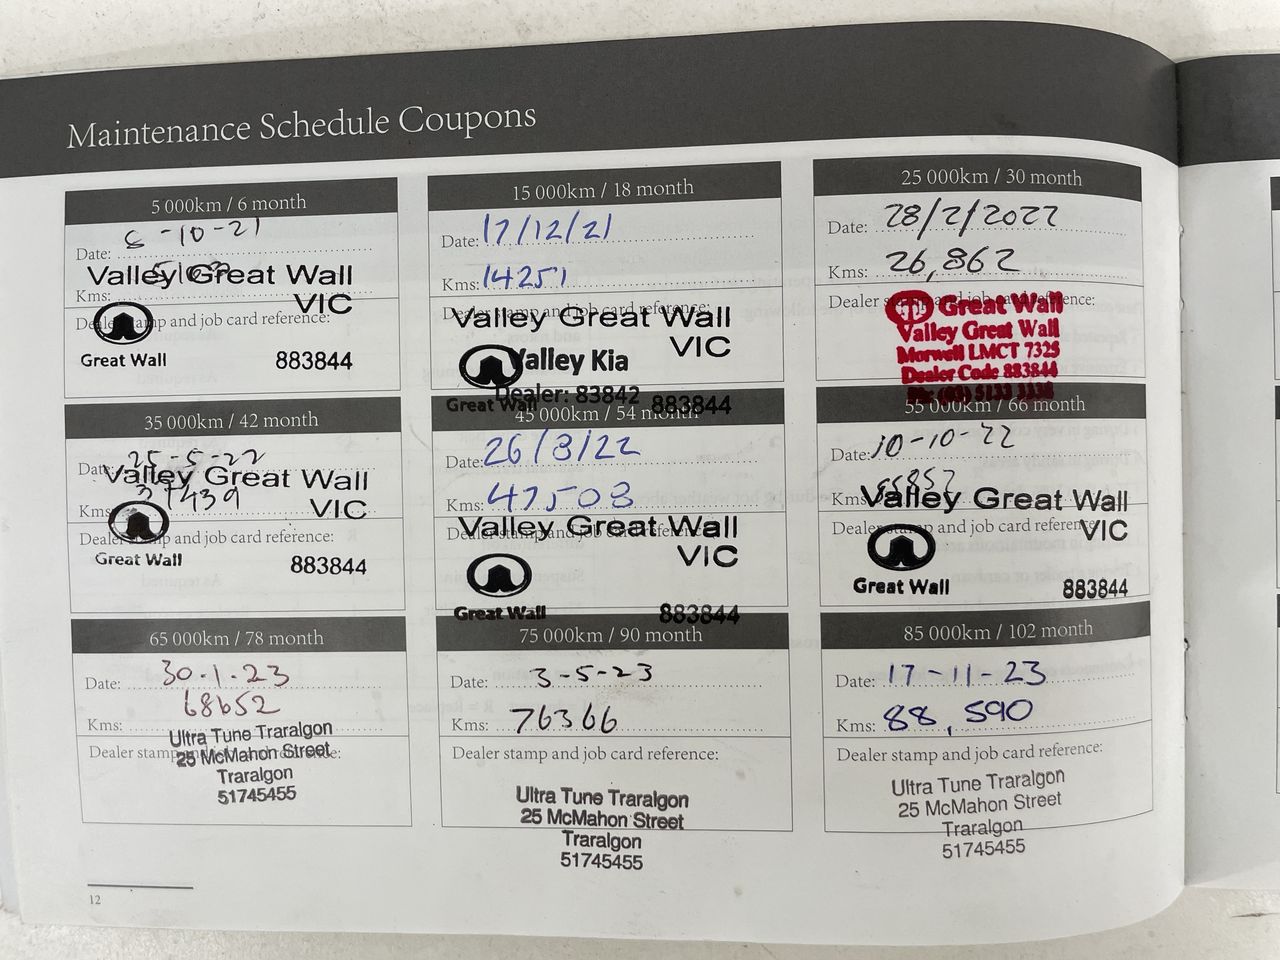 Maintenance Schedule Coupons
5 000km / 6 month
Date: -10-21
Valley Great Wall
VIC
Kms:
Dealer stamp and job card reference:
Great Wall
883844
15 000km / 18 month
Date: 17/12/21
Kms: 14251
Dealer stamp and job card reference:
Valley Great Wall
VIC
Valley Kia
Dealer: 83842
Great Wall
883844
25 000km / 30 month
Date: 28/2/2022
Kms: 26,862
Dealer stamp and job card reference:
Great Wall
Valley Great Wall
Morwell LMCT 7325
Dealer Code 883844
Ph: (03) 5133 3338
35 000km / 42 month
Date: 25-5-22
Valley Great Wall
Kms: 37439
VIC
Dealer stamp and job card reference:
Great Wall
883844
45 000km / 54 month
Date: 26/8/22
Kms: 47508
Valley Great Wall
Dealer stamp and job card reference:
VIC
Great Wall
883844
55 000km / 66 month
Date: 10-10-22
Kms: 55852
Valley Great Wall
Dealer stamp and job card reference:
VIC
Great Wall
883844
65 000km / 78 month
Date: 30.1.23
Kms: 68652
Dealer stamp and job card reference:
Ultra Tune Traralgon
25 McMahon Street
Traralgon
51745455
75 000km / 90 month
Date: 3-5-23
Kms: 76366
Dealer stamp and job card reference:
Ultra Tune Traralgon
25 McMahon Street
Traralgon
51745455
85 000km / 102 month
Date: 17-11-23
Kms: 88,590
Dealer stamp and job card reference:
Ultra Tune Traralgon
25 McMahon Street
Traralgon
51745455
12